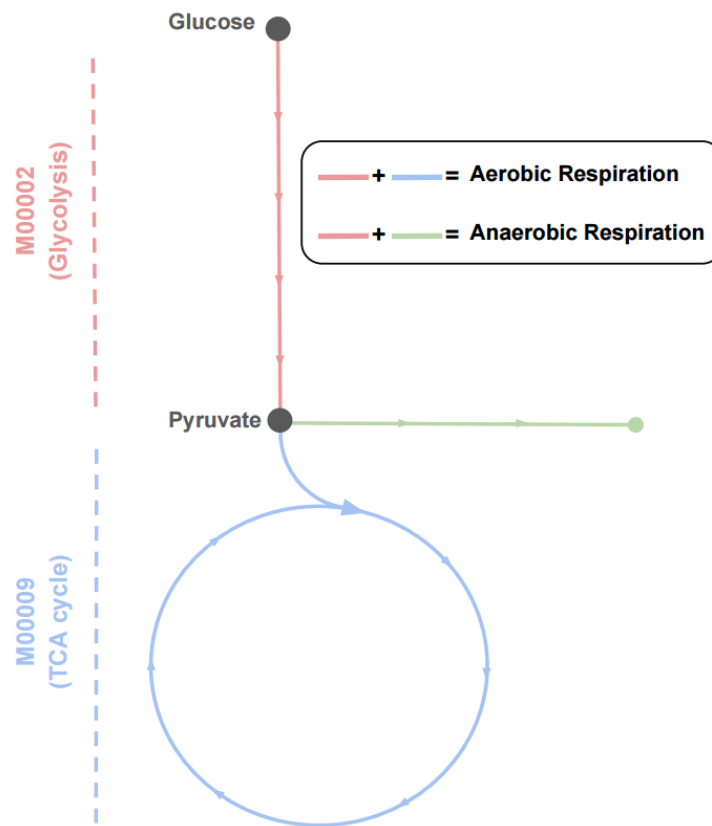 Glucose
M00002
(Glycolysis)
+ = Aerobic Respiration
+ = Anaerobic Respiration
Pyruvate
M00009
(TCA cycle)